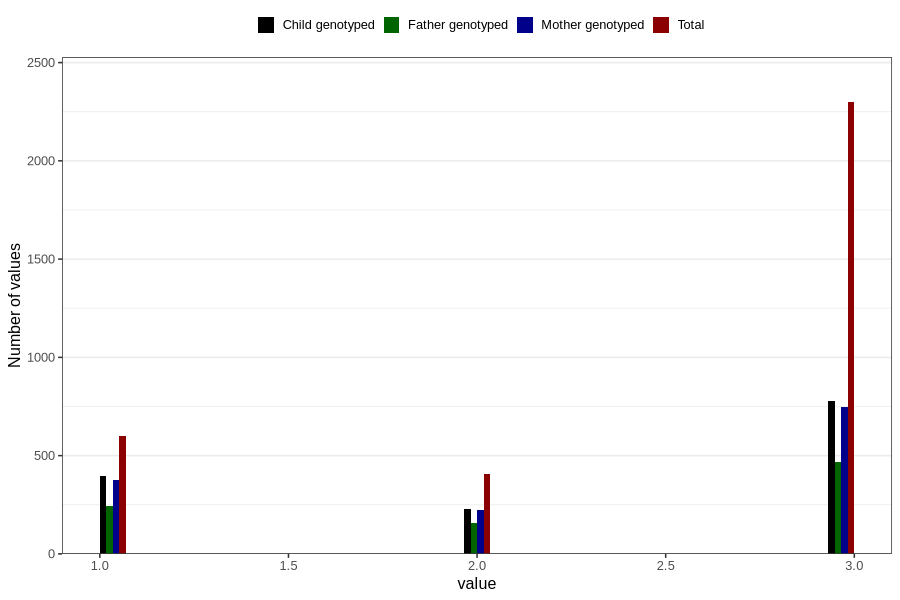 Child genotyped Father genotyped Mother genotyped Total
2500
2000
1500
1000
500
0
Number of values
1.0 1.5 2.0 2.5 3.0
value